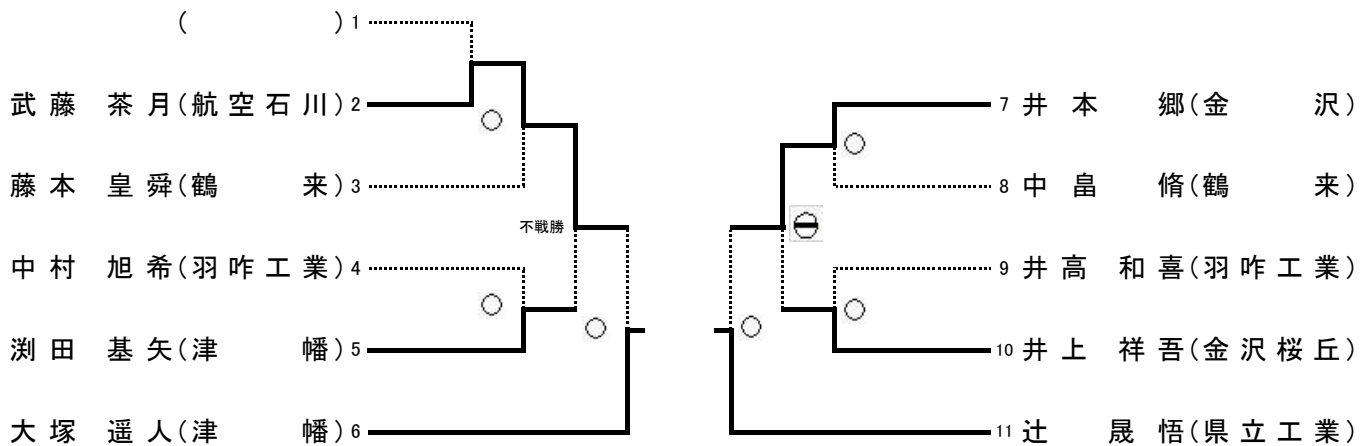 (　　　　　)1
武藤　茶月(航空石川)2
藤本　皇舜(鶴　　来)3
不戦勝
中村　旭希(羽咋工業)4
渕田　基矢(津　　幡)5
大塚　遥人(津　　幡)6
7 井本　　郷(金　　沢)
8 中畠　　脩(鶴　　来)
9 井高　和喜(羽咋工業)
10 井上　祥吾(金沢桜丘)
11 辻　　晟悟(県立工業)